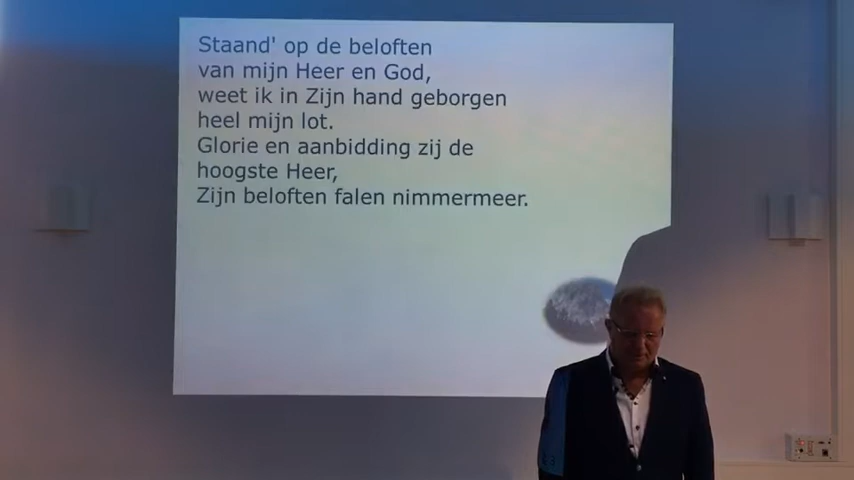 Staand' op de beloften
van mijn Heer en God,
weet ik in Zijn hand geborgen
heel mijn lot.
Glorie en aanbidding zij de
hoogste Heer,
Zijn beloften falen nimmermeer.